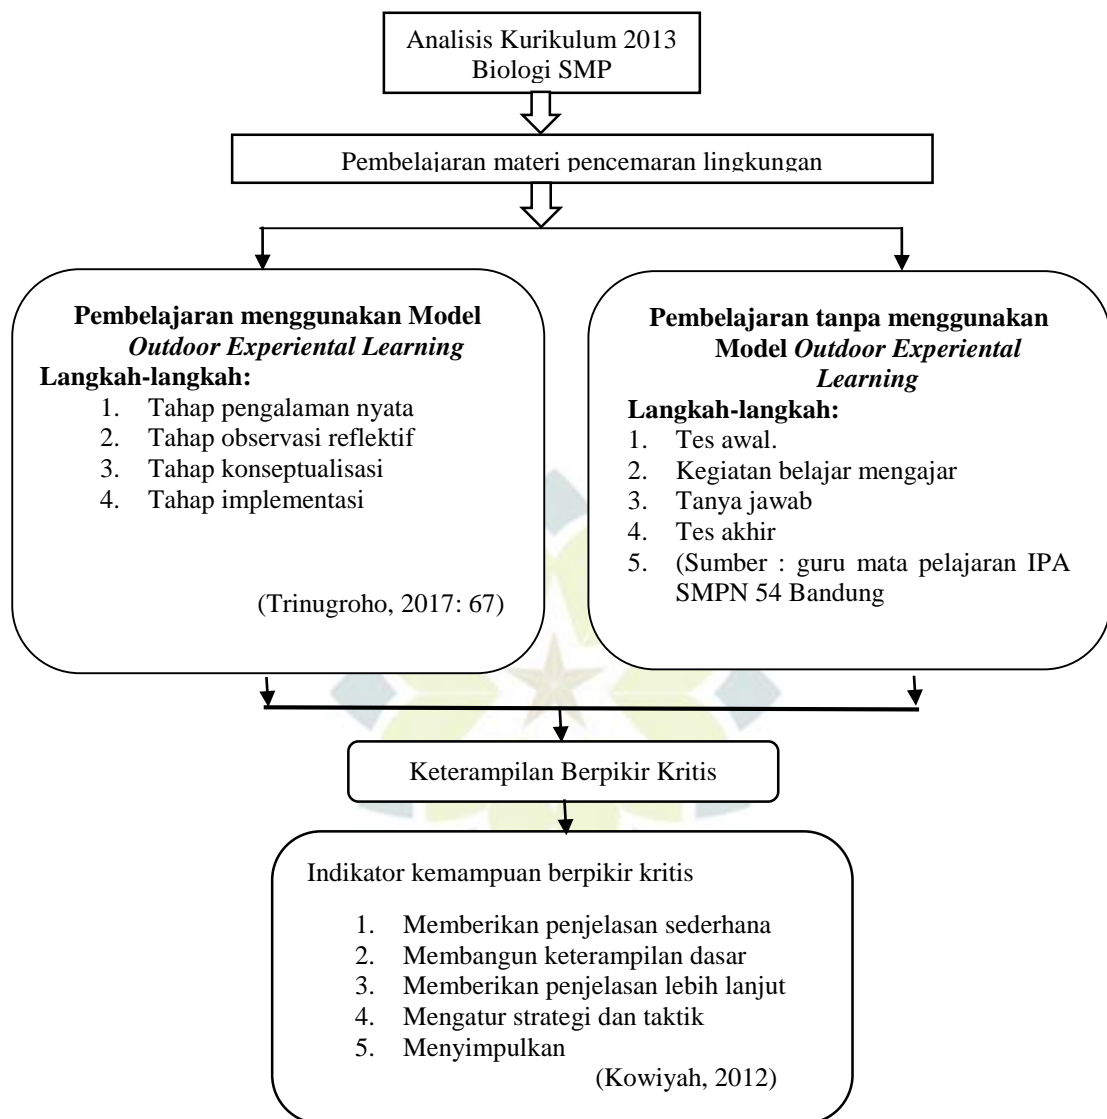 Analisis Kurikulum 2013
Biologi SMP
Pembelajaran materi pencemaran lingkungan
Pembelajaran menggunakan Model
Outdoor Experiental Learning
Langkah-langkah:
1. Tahap pengalaman nyata
2. Tahap observasi reflektif
3. Tahap konseptualisasi
4. Tahap implementasi
(Trinugroho, 2017: 67)
Pembelajaran tanpa menggunakan
Model Outdoor Experiental
Learning
Langkah-langkah:
1. Tes awal.
2. Kegiatan belajar mengajar
3. Tanya jawab
4. Tes akhir
5. (Sumber : guru mata pelajaran IPA
SMPN 54 Bandung
Keterampilan Berpikir Kritis
Indikator kemampuan berpikir kritis
1. Memberikan penjelasan sederhana
2. Membangun keterampilan dasar
3. Memberikan penjelasan lebih lanjut
4. Mengatur strategi dan taktik
5. Menyimpulkan
(Kowiyah, 2012)